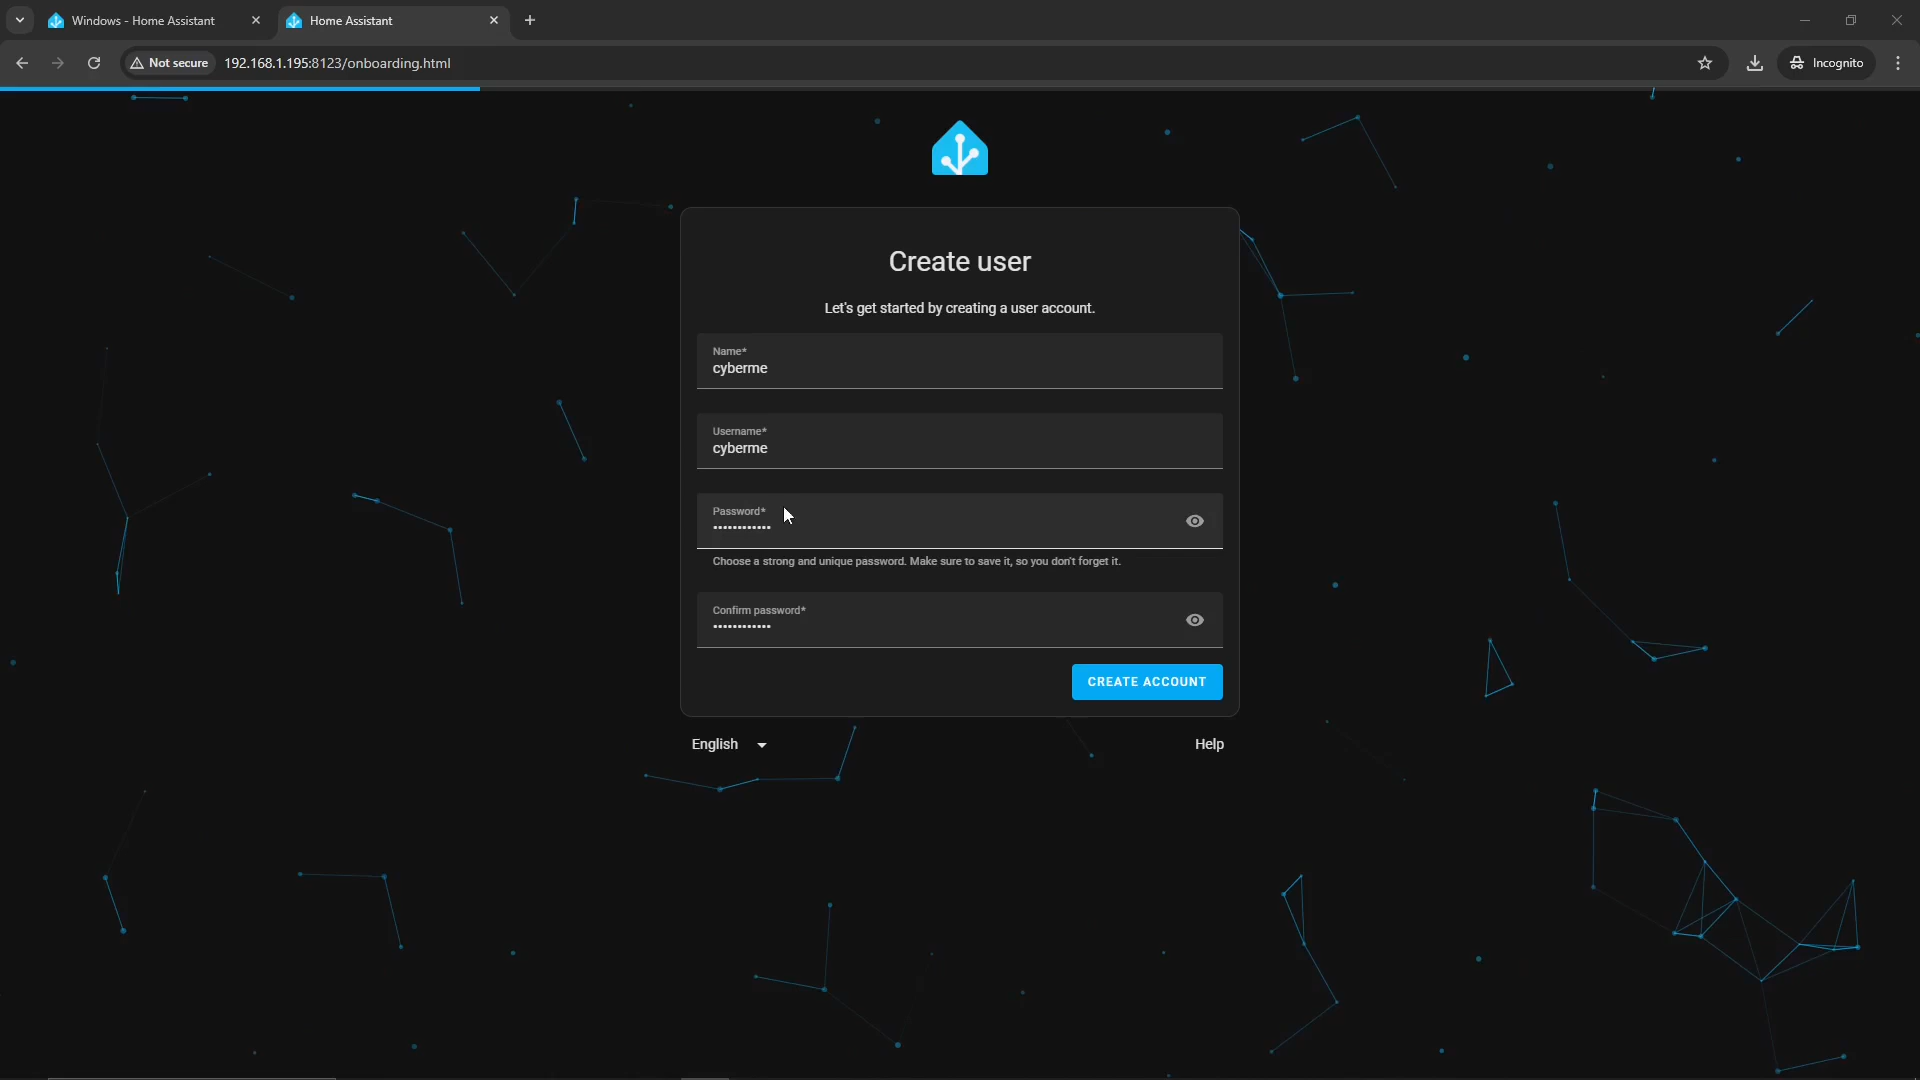 Windows - Home Assistant
Home Assistant
Not secure
192.168.1.195:8123/onboarding.html
Incognito
Create user
Let's get started by creating a user account.
Name*
cyberme
Username*
cyberme
Password*
••••••••••••
Choose a strong and unique password. Make sure to save it, so you don't forget it.
Confirm password*
••••••••••••
CREATE ACCOUNT
English
Help